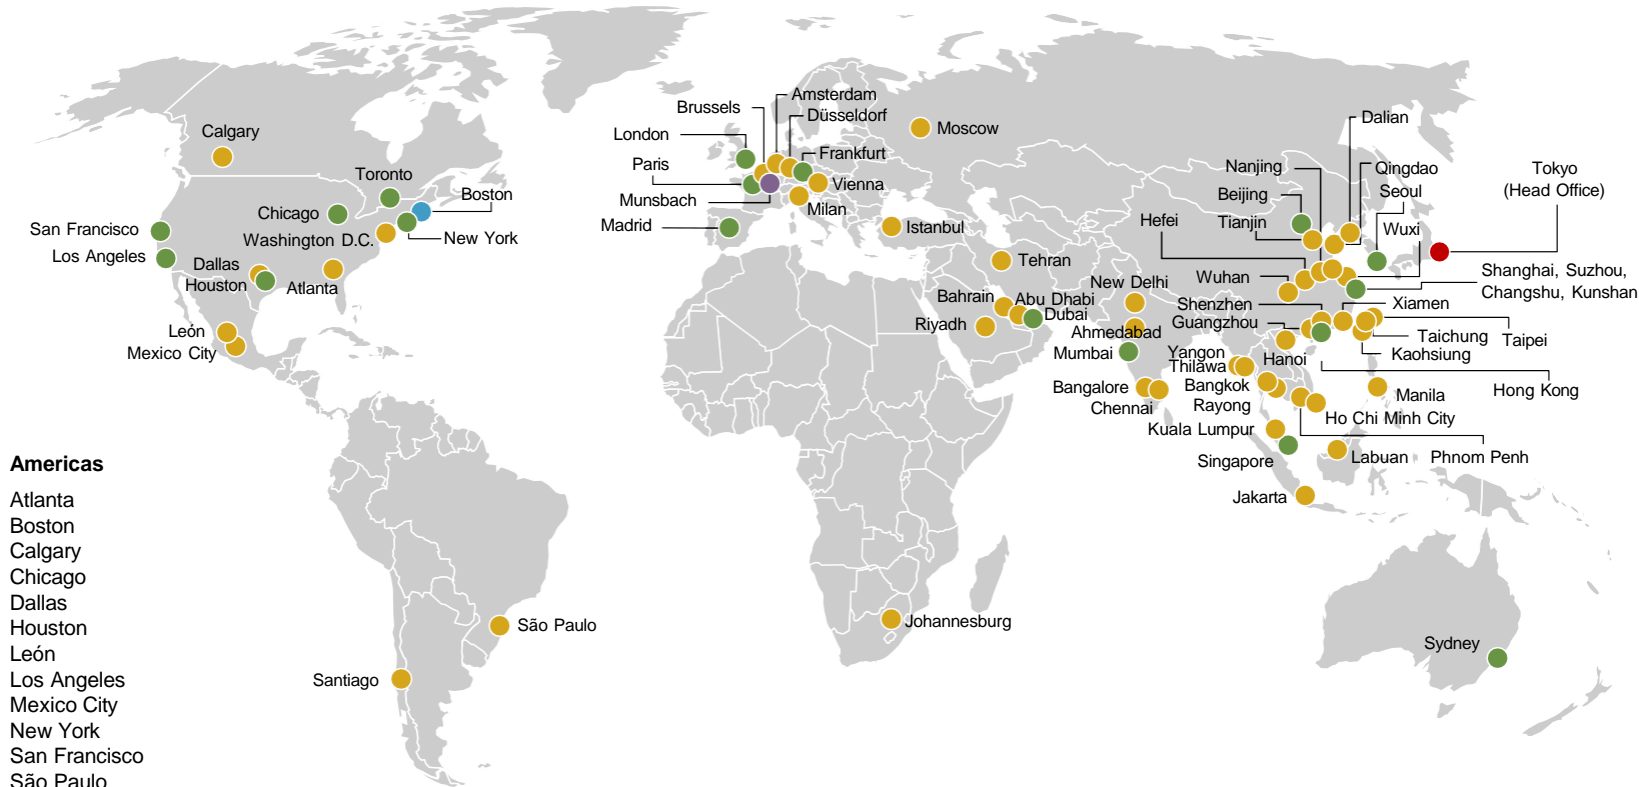 Calgary
Toronto
Boston
Chicago
San Francisco
Washington D.C.
New York
Los Angeles
Dallas
Houston
Atlanta
León
Mexico City
São Paulo
Santiago
Amsterdam
Brussels
Düsseldorf
London
Frankfurt
Paris
Vienna
Munsbach
Milan
Madrid
Moscow
Istanbul
Tehran
Bahrain
Abu Dhabi
Dubai
Riyadh
Johannesburg
New Delhi
Ahmedabad
Mumbai
Bangalore
Chennai
Dalian
Nanjing
Qingdao
Tokyo
(Head Office)
Beijing
Seoul
Hefei
Tianjin
Wuxi
Wuhan
Shanghai, Suzhou,
Changshu, Kunshan
Shenzhen
Xiamen
Guangzhou
Taichung
Taipei
Kaohsiung
Yangon
Thilawa
Hanoi
Hong Kong
Bangkok
Rayong
Manila
Ho Chi Minh City
Kuala Lumpur
Singapore
Labuan
Phnom Penh
Jakarta
Sydney
Americas
Atlanta
Boston
Calgary
Chicago
Dallas
Houston
León
Los Angeles
Mexico City
New York
San Francisco
São Paulo